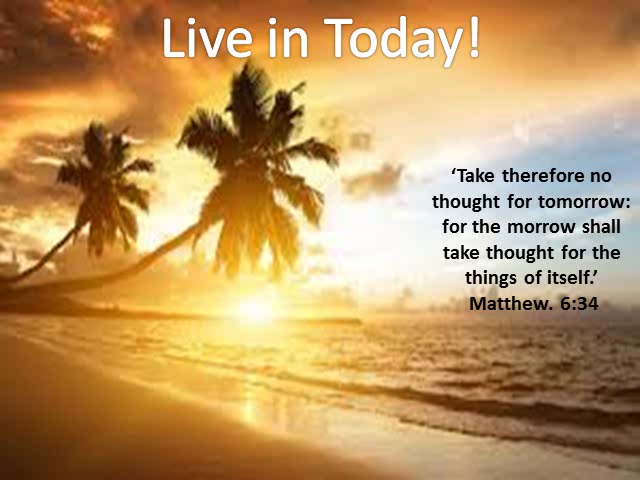 Live in Today!
‘Take therefore no
thought for tomorrow:
for the morrow shall
take thought for the
things of itself.’
Matthew. 6:34